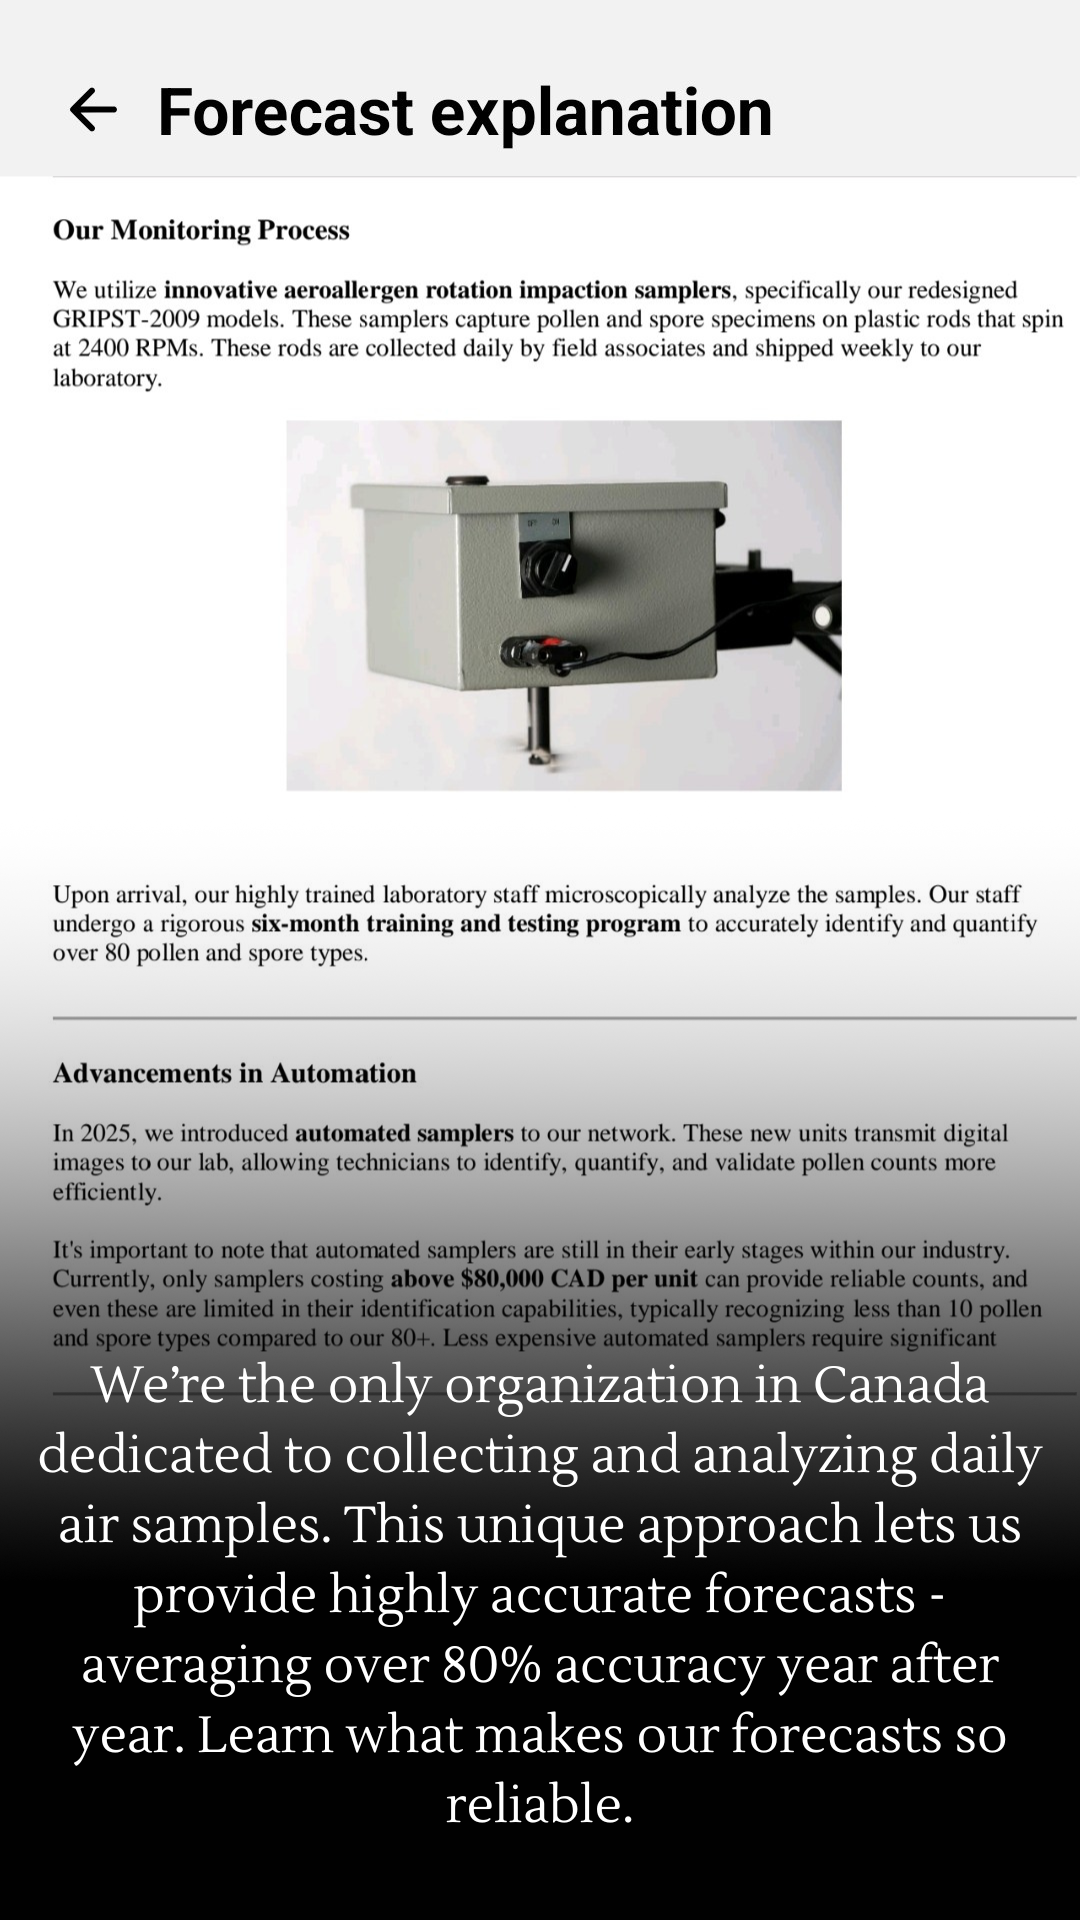 Forecast explanation
Our Monitoring Process
We utilize innovative aeroallergen rotation impaction samplers, specifically our redesigned
GRIPST-2009 models. These samplers capture pollen and spore specimens on plastic rods that spin
at 2400 RPMs. These rods are collected daily by field associates and shipped weekly to our
laboratory.
OFF ON
Upon arrival, our highly trained laboratory staff microscopically analyze the samples. Our staff
undergo a rigorous six-month training and testing program to accurately identify and quantify
over 80 pollen and spore types.
Advancements in Automation
In 2025, we introduced automated samplers to our network. These new units transmit digital
images to our lab, allowing technicians to identify, quantify, and validate pollen counts more
efficiently.
It's important to note that automated samplers are still in their early stages within our industry.
Currently, only samplers costing above $80,000 CAD per unit can provide reliable counts, and
even these are limited in their identification capabilities, typically recognizing less than 10 pollen
and spore types compared to our 80+. Less expensive automated samplers require significant
We’re the only organization in Canada
dedicated to collecting and analyzing daily
air samples. This unique approach lets us
provide highly accurate forecasts -
averaging over 80% accuracy year after
year. Learn what makes our forecasts so
reliable.